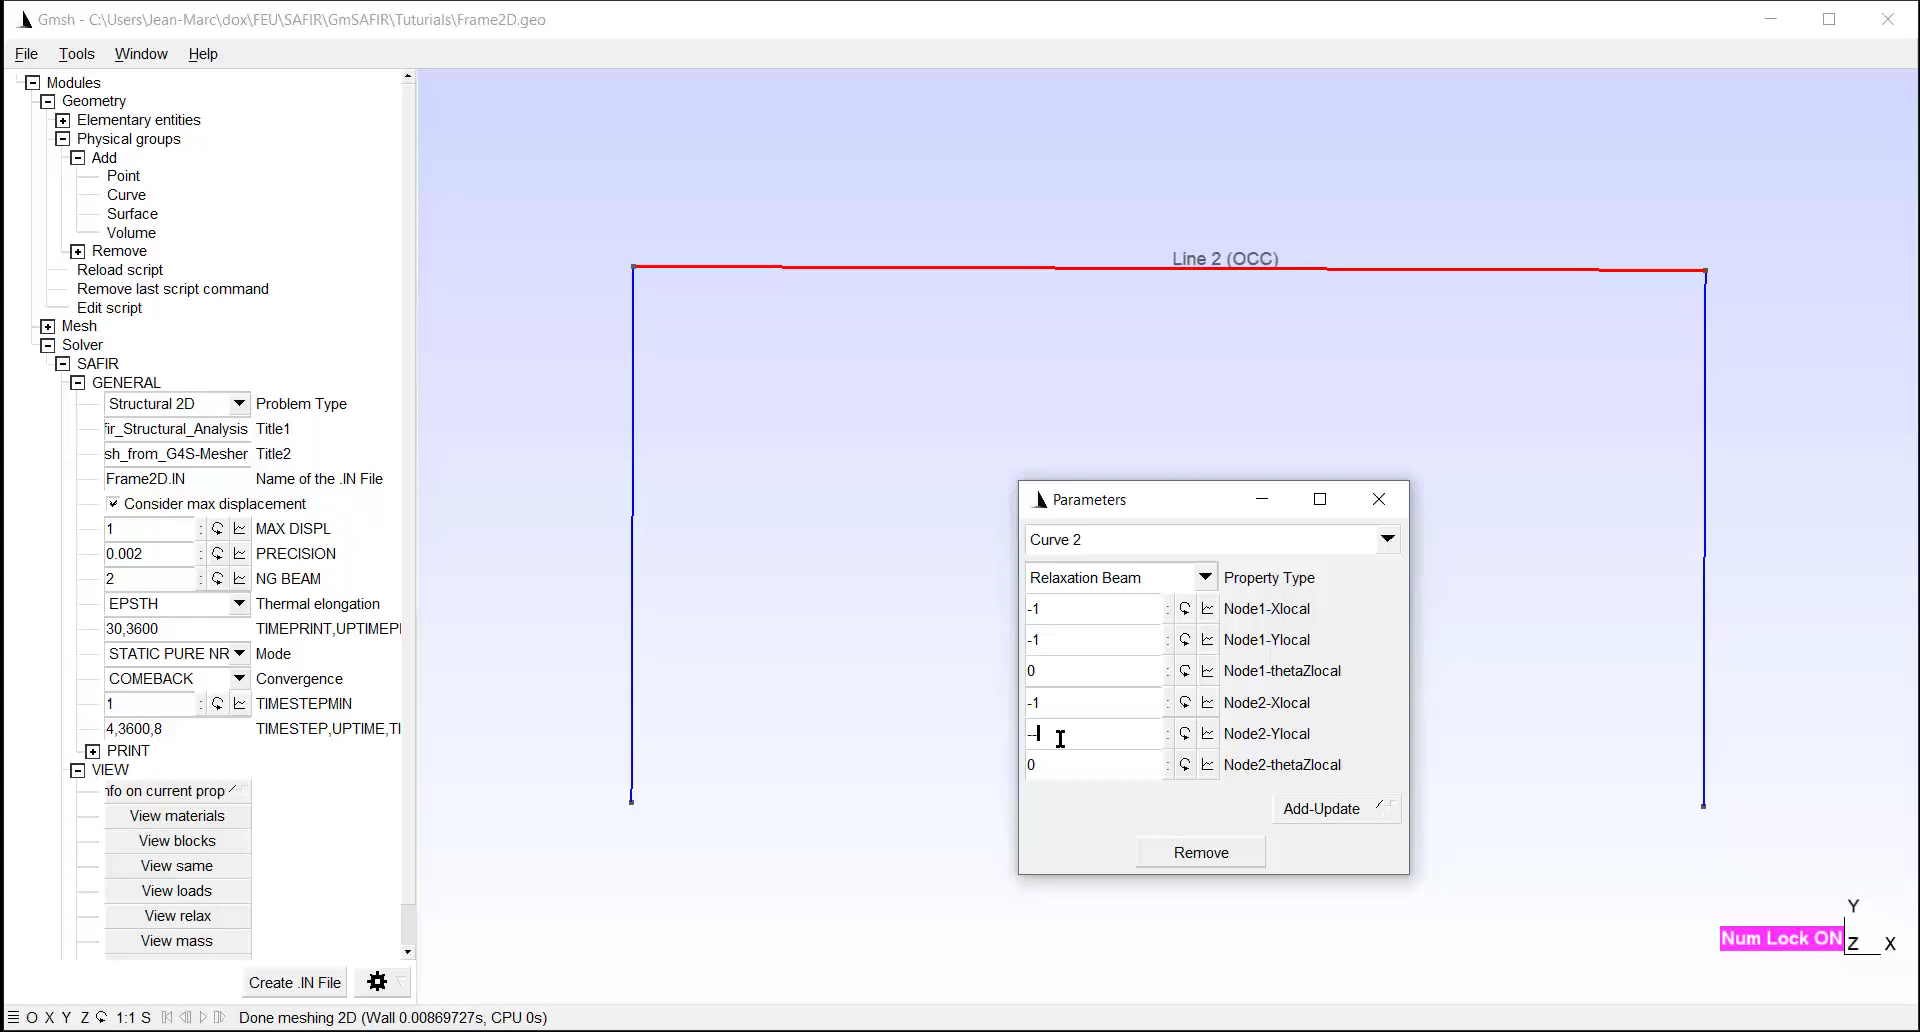 Gmsh - C:\Users\Jean-Marc\dox\FEU\SAFIR\GmSAFIR\Tuturials\Frame2D.geo
File Tools Window Help
Modules
Geometry
Elementary entities
Physical groups
Add
Point
Curve
Surface
Volume
Remove
Reload script
Remove last script command
Edit script
Mesh
Solver
SAFIR
GENERAL
Structural 2D Problem Type
fir_Structural_Analysis Title1
sh_from_G4S-Mesher Title2
Frame2D.IN Name of the .IN File
Consider max displacement
1 : MAX DISPL
0.002 : PRECISION
2 : NG BEAM
EPSTH Thermal elongation
30,3600 TIMEPRINT,UPTIMEPI
STATIC PURE NR Mode
COMEBACK Convergence
1 : TIMESTEPMIN
4,3600,8 TIMESTEP,UPTIME,TI
PRINT
VIEW
nfo on current prop
View materials
View blocks
View same
View loads
View relax
View mass
Create .IN File
Line 2 (OCC)
Parameters
Curve 2
Relaxation Beam Property Type
-1 : Node1-Xlocal
-1 : Node1-Ylocal
0 : Node1-thetaZlocal
-1 : Node2-Xlocal
-- : Node2-Ylocal
0 : Node2-thetaZlocal
Add-Update
Remove
Y
Num Lock ON
Z X
O X Y Z 1:1 S Done meshing 2D (Wall 0.00869727s, CPU 0s)